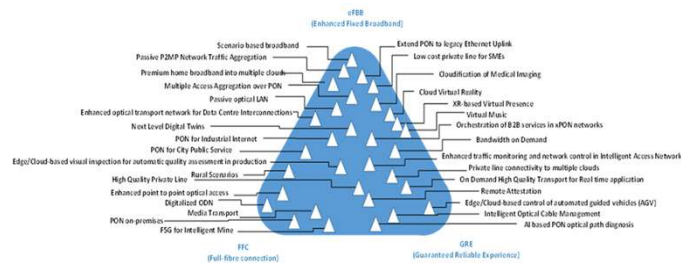 eFBB
(Enhanced Fixed Broadband)
Scenario based broadband
Passive P2MP Network Traffic Aggregation
Premium home broadband into multiple clouds
Multiple Access Aggregation over PON
Passive optical LAN
Enhanced optical transport network for Data Centre Interconnections
Next Level Digital Twins
PON for Industrial Internet
PON for City Public Service
Edge/Cloud-based visual inspection for automatic quality assessment in production
Rural Scenarios
High Quality Private Line
Enhanced point to point optical access
Digitalized ODN
Media Transport
PON on-premises
F5G for Intelligent Mine
Extend PON to legacy Ethernet Uplink
Low cost private line for SMEs
Cloudification of Medical Imaging
Cloud Virtual Reality
XR-based Virtual Presence
Virtual Music
Orchestration of B2B services in xPON networks
Bandwidth on Demand
Enhanced traffic monitoring and network control in Intelligent Access Network
Private line connectivity to multiple clouds
On Demand High Quality Transport for Real time application
Remote Attestation
Edge/Cloud-based control of automated guided vehicles (AGV)
Intelligent Optical Cable Management
AI based PON optical path diagnosis
FFC
(Full-fibre connection)
GRE
(Guaranteed Reliable Experience)